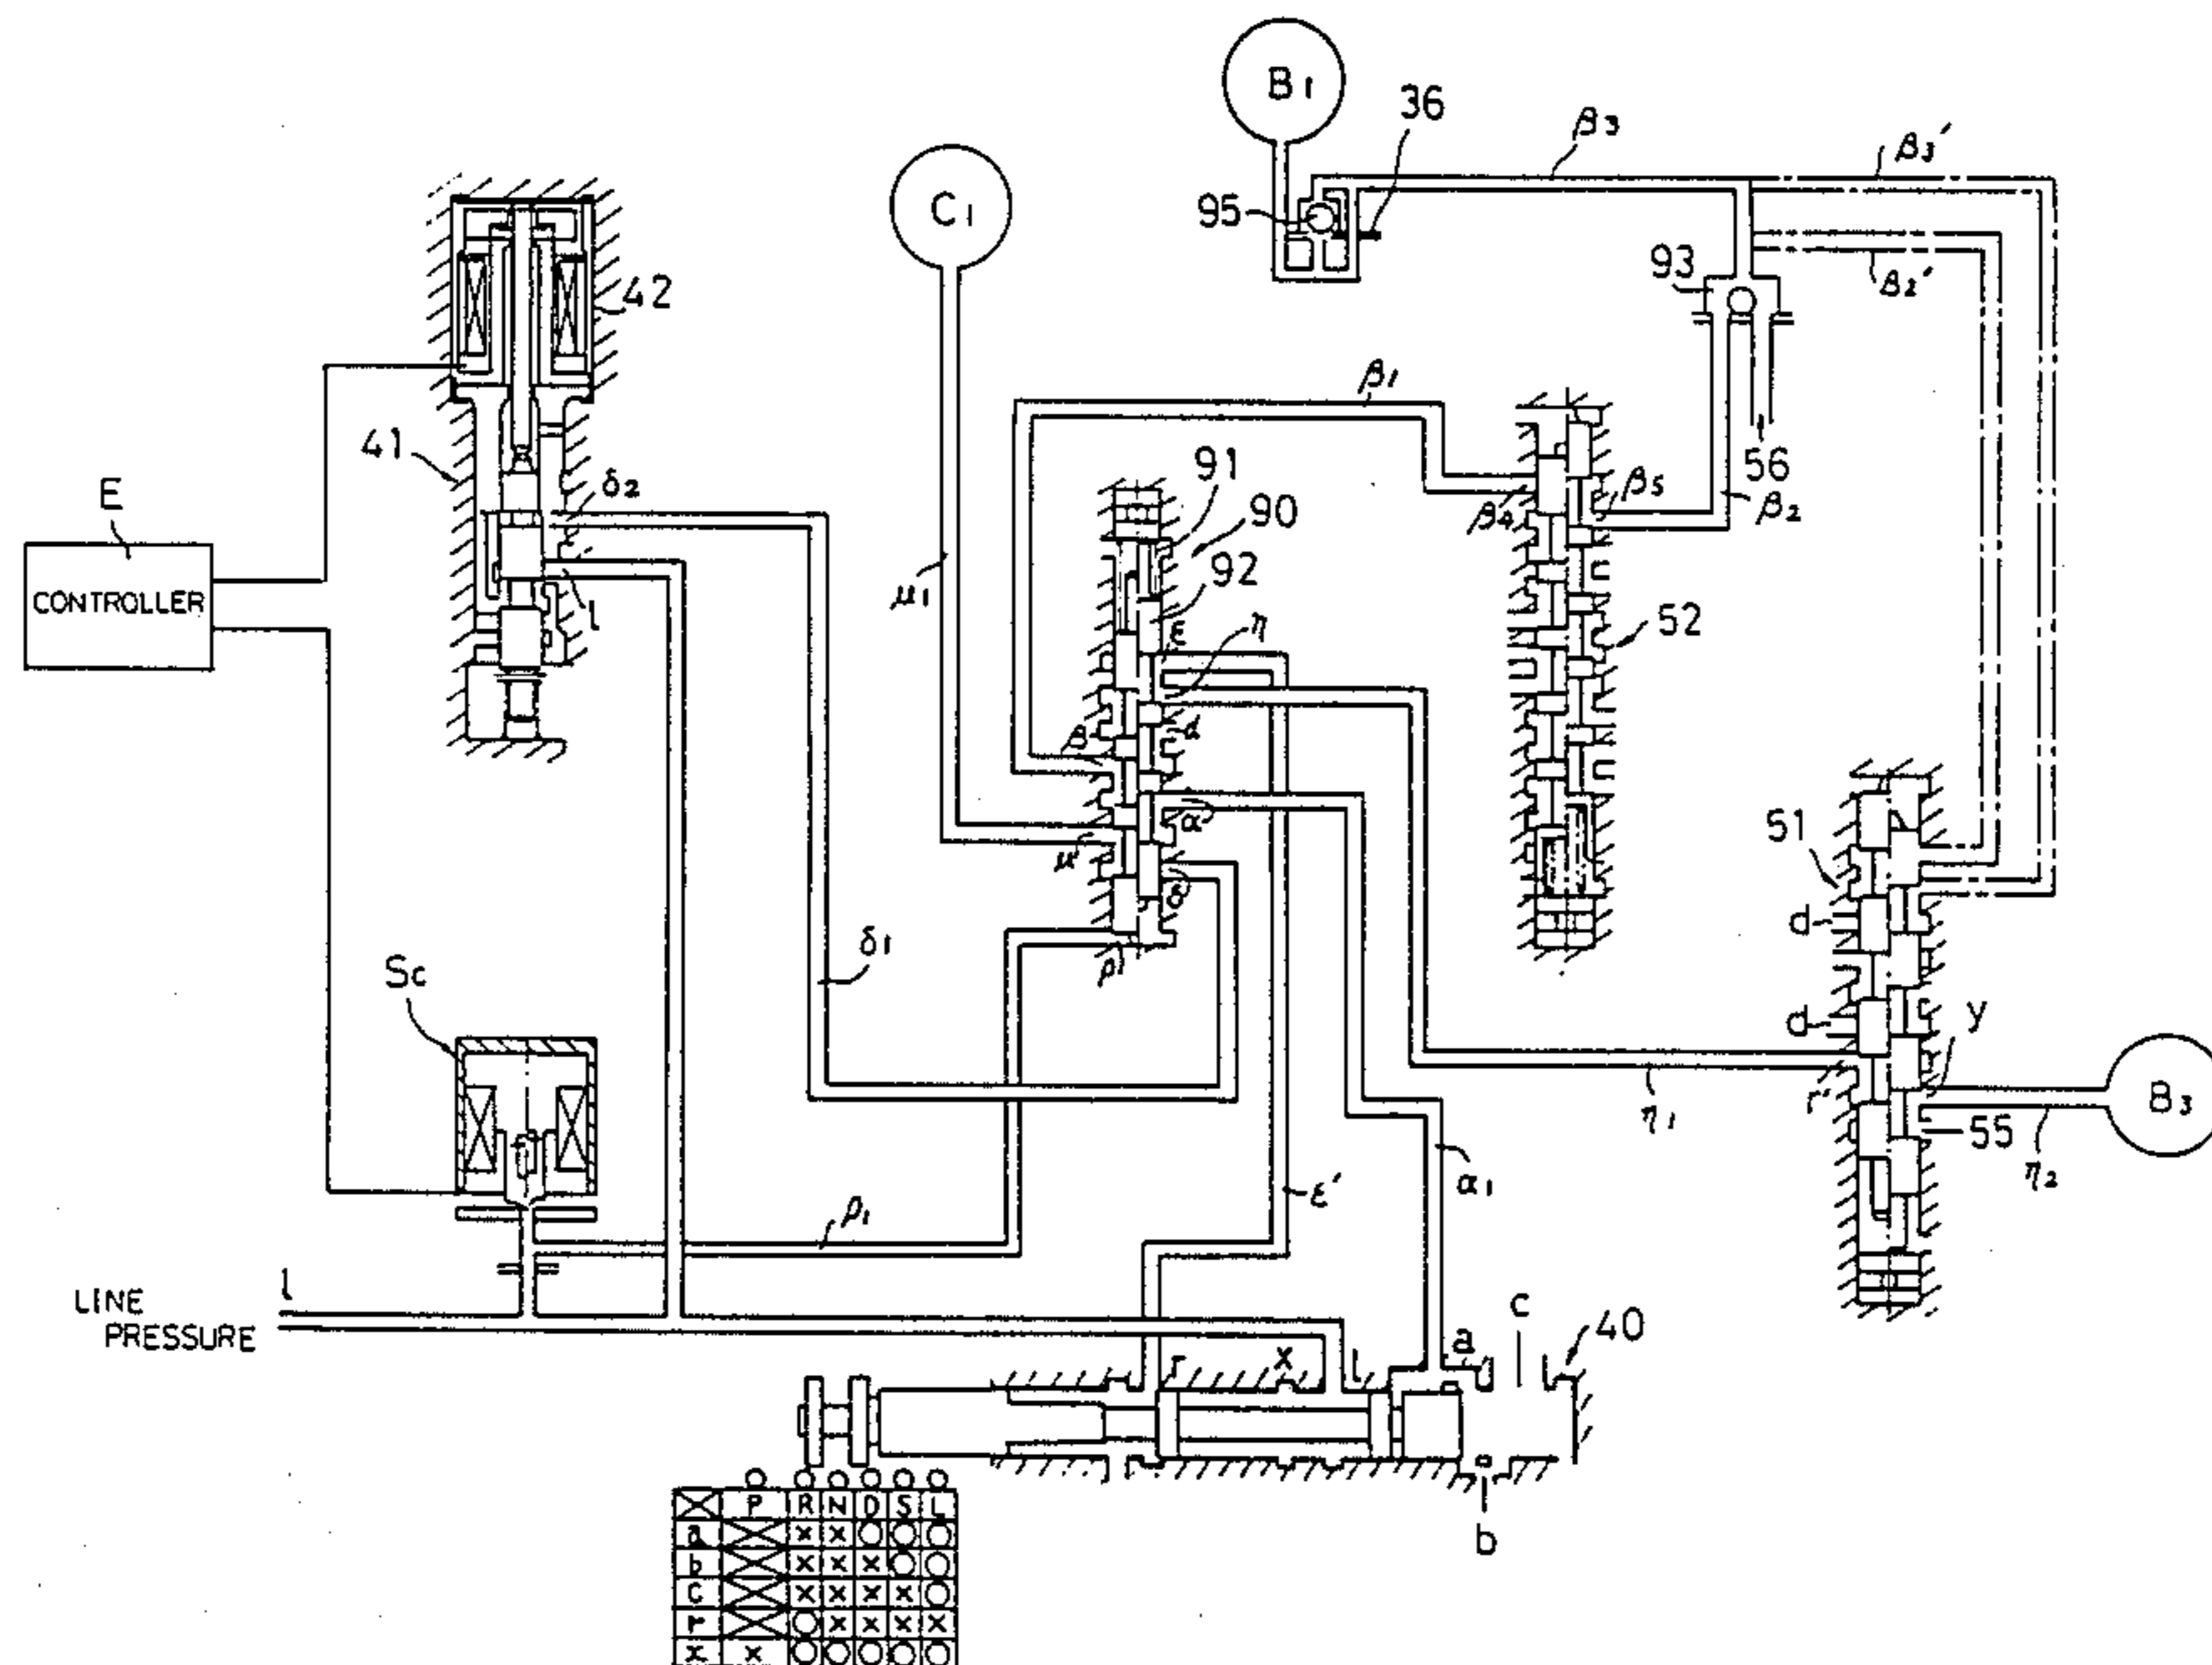 B1
36
β3
β3'
C1
95
93
β2'
42
β1
41
56
E
δ2
91
β5
90
β4
β2
CONTROLLER
μ1
l
92
52
ε
η
d
β
51
α
μ
d
δ1
Sc
ρ
d
y
r'
B3
η1
55
α1
η2
ε'
ρ1
l
LINE
PRESSURE
c
40
r
x
l
a
b
P R N D S L
a x x ○ ○ ○
b x x x ○ ○
c x x x x ○
r ○ x x x x
x x ○ ○ ○ ○ ○